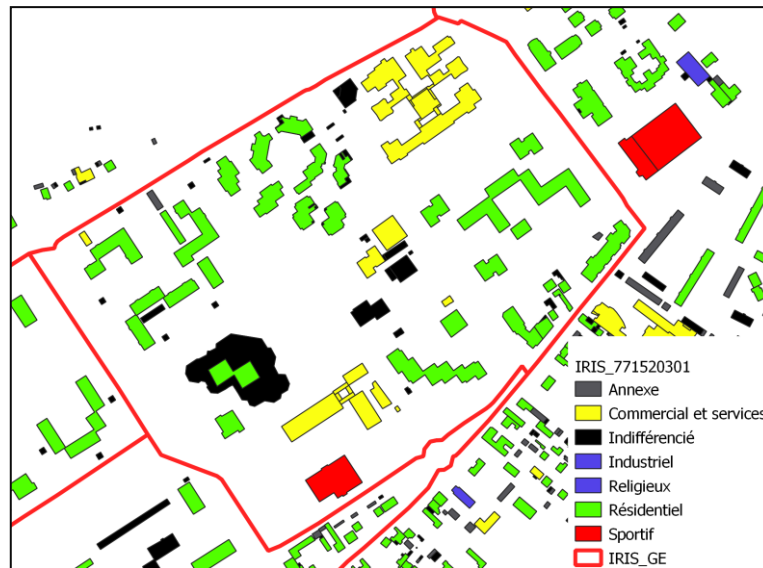 IRIS_771520301
Annexe
Commercial et services
Indifférencié
Industriel
Religieux
Résidentiel
Sportif
IRIS_GE